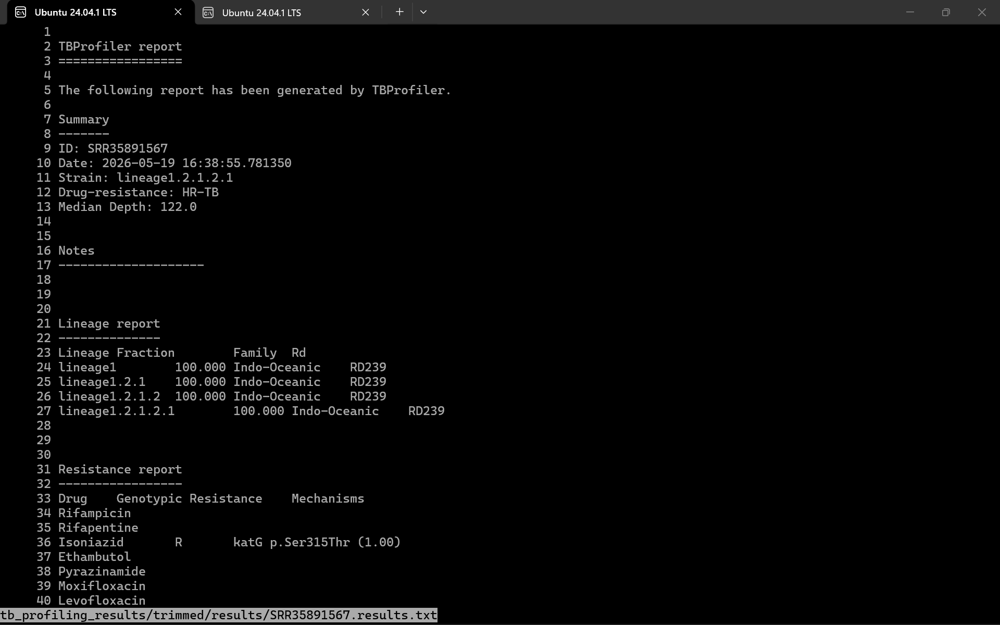 Ubuntu 24.04.1 LTS Ubuntu 24.04.1 LTS
1
2 TBProfiler report
3 =================
4
5 The following report has been generated by TBProfiler.
6
7 Summary
8 -------
9 ID: SRR35891567
10 Date: 2026-05-19 16:38:55.781350
11 Strain: lineage1.2.1.2.1
12 Drug-resistance: HR-TB
13 Median Depth: 122.0
14
15
16 Notes
17 --------------------
18
19
20
21 Lineage report
22 --------------
23 Lineage Fraction        Family  Rd
24 lineage1        100.000 Indo-Oceanic    RD239
25 lineage1.2.1    100.000 Indo-Oceanic    RD239
26 lineage1.2.1.2  100.000 Indo-Oceanic    RD239
27 lineage1.2.1.2.1        100.000 Indo-Oceanic    RD239
28
29
30
31 Resistance report
32 -----------------
33 Drug    Genotypic Resistance    Mechanisms
34 Rifampicin
35 Rifapentine
36 Isoniazid       R       katG p.Ser315Thr (1.00)
37 Ethambutol
38 Pyrazinamide
39 Moxifloxacin
40 Levofloxacin
tb_profiling_results/trimmed/results/SRR35891567.results.txt